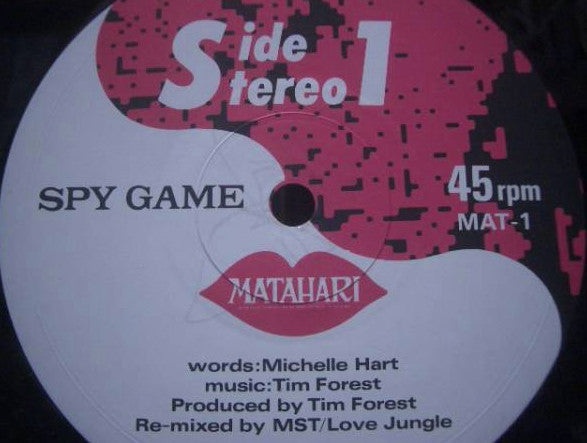 Side 1
Stereo
SPY GAME
45 rpm
MAT-1
MATAHARI
words:Michelle Hart
music:Tim Forest
Produced by Tim Forest
Re-mixed by MST/Love Jungle